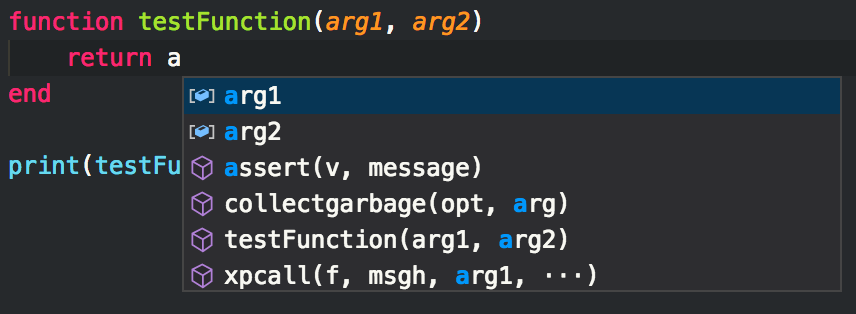 function testFunction(arg1, arg2)
return a
end
arg1
arg2
print(testFu
assert(v, message)
collectgarbage(opt, arg)
testFunction(arg1, arg2)
xpcall(f, msgh, arg1, ···)